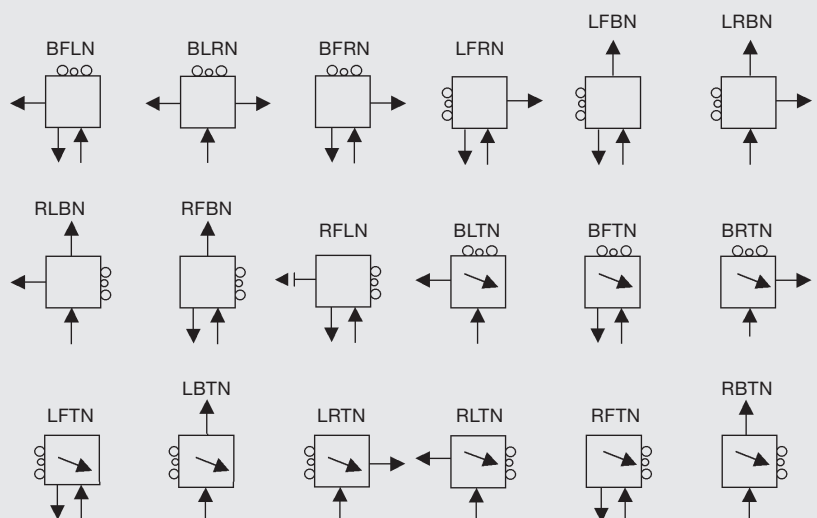 BFLN
BLRN
BFRN
LFRN
LFBN
LRBN
RLBN
RFBN
RFLN
BLTN
BFTN
BRTN
LFTN
LBTN
LRTN
RLTN
RFTN
RBTN